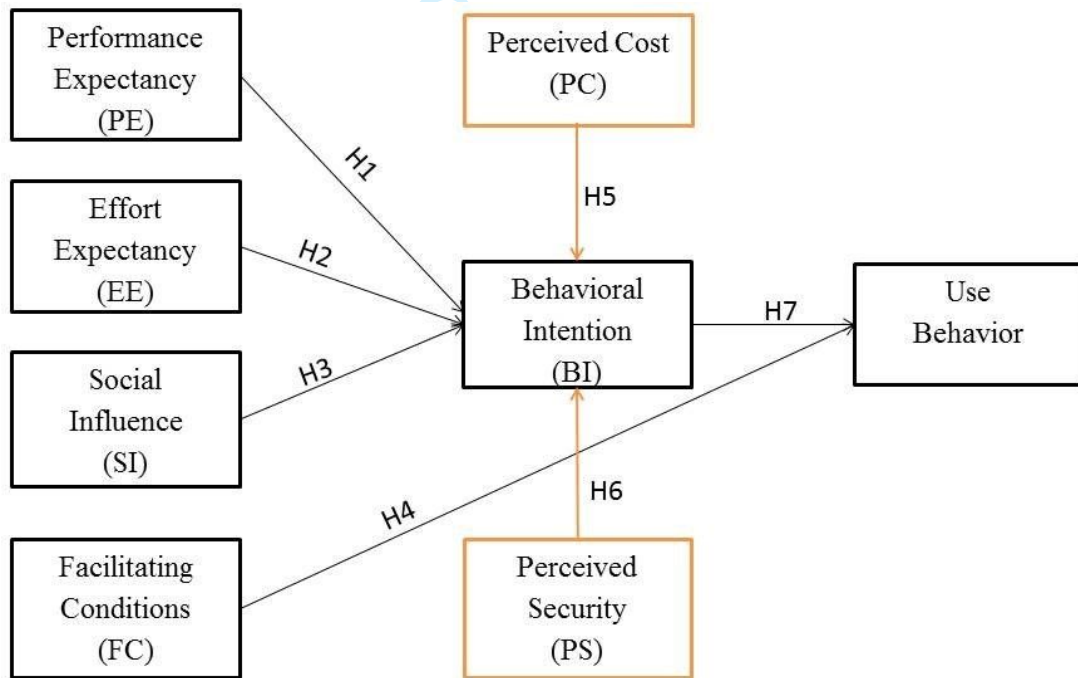 Performance
Expectancy
(PE)
Perceived Cost
(PC)
H1
Effort
Expectancy
(EE)
H2
H5
Behavioral
Intention
(BI)
H7
Use
Behavior
Social
Influence
(SI)
H3
H4
H6
Facilitating
Conditions
(FC)
Perceived
Security
(PS)